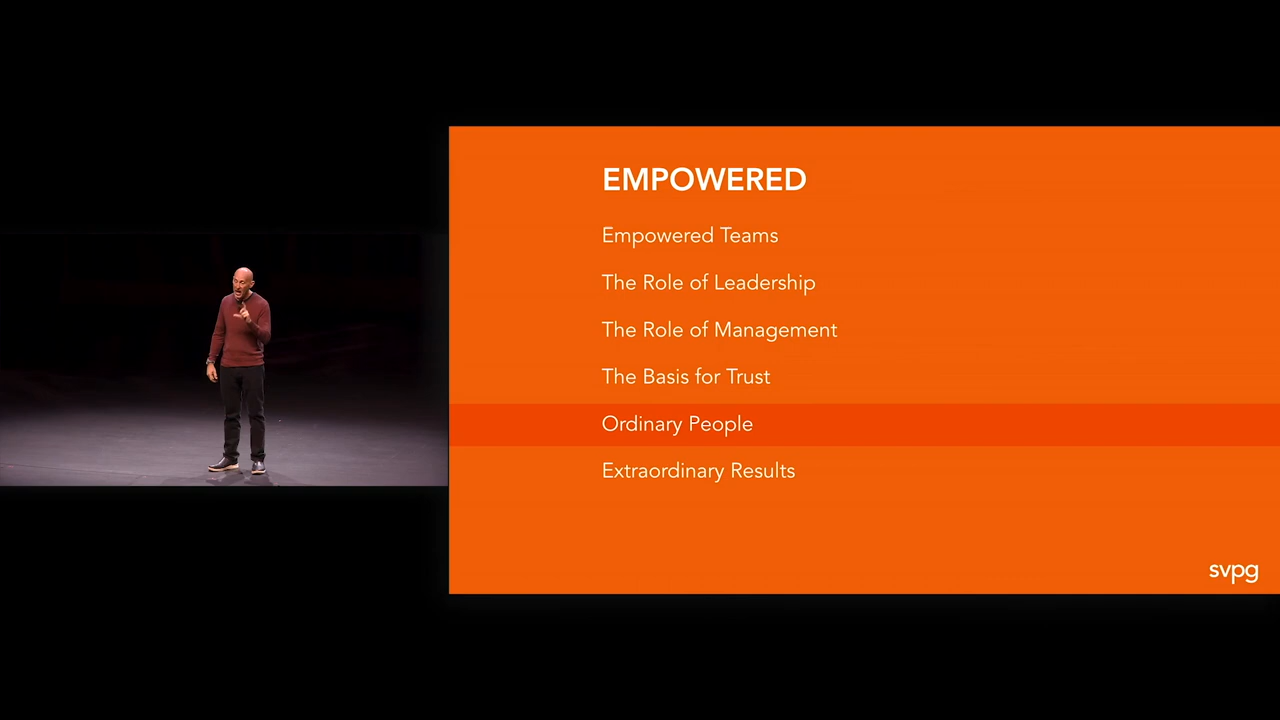 EMPOWERED
Empowered Teams
The Role of Leadership
The Role of Management
The Basis for Trust
Ordinary People
Extraordinary Results
svpg